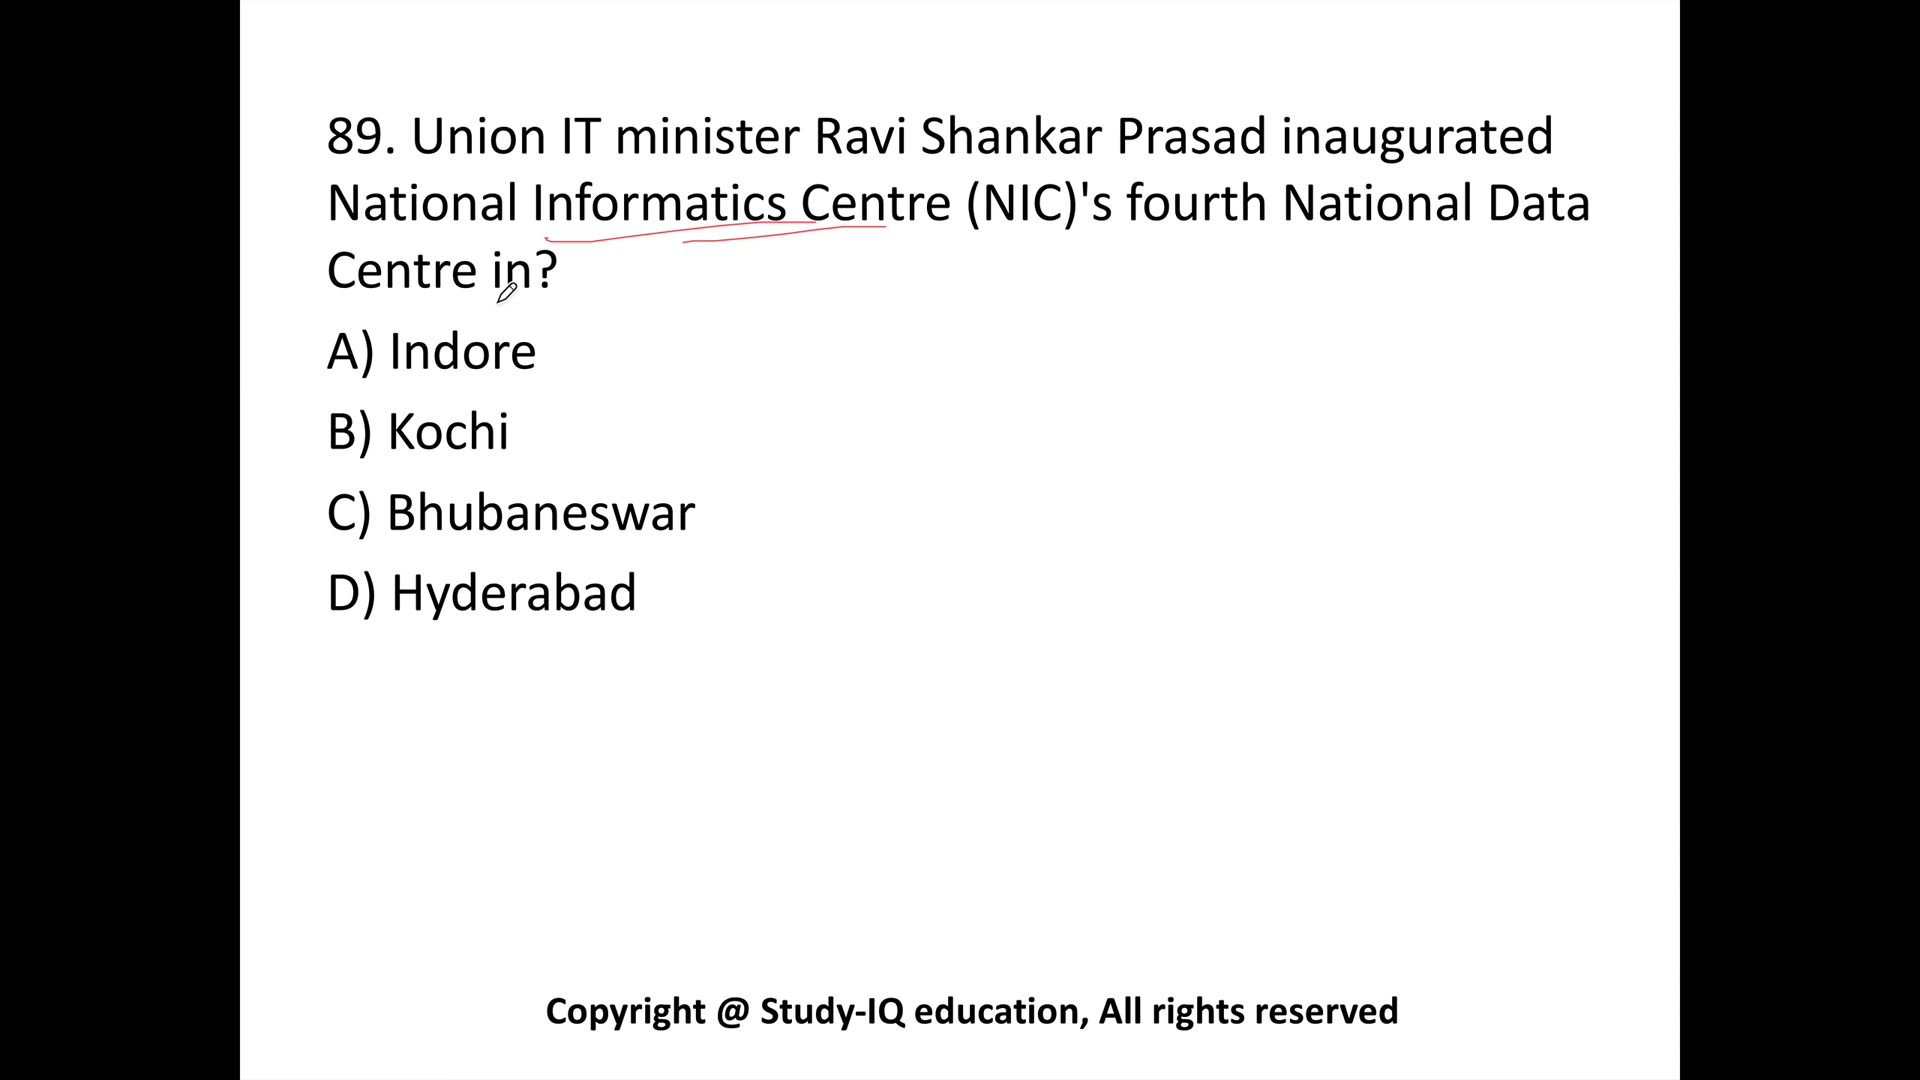 89. Union IT minister Ravi Shankar Prasad inaugurated
National Informatics Centre (NIC)'s fourth National Data
Centre in?
A) Indore
B) Kochi
C) Bhubaneswar
D) Hyderabad
Copyright @ Study-IQ education, All rights reserved